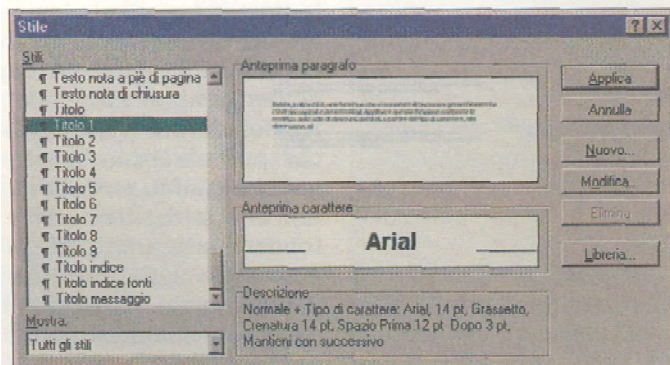 Stile
Stili:
¶ Testo nota a piè di pagina
¶ Testo nota di chiusura
¶ Titolo
¶ Titolo 1
¶ Titolo 2
¶ Titolo 3
¶ Titolo 4
¶ Titolo 5
¶ Titolo 6
¶ Titolo 7
¶ Titolo 8
¶ Titolo 9
¶ Titolo indice
¶ Titolo indice fonti
¶ Titolo messaggio
Mostra:
Tutti gli stili
Anteprima paragrafo
Anteprima carattere
Arial
Descrizione
Normale + Tipo di carattere: Arial, 14 pt, Grassetto,
Crenatura 14 pt, Spazio Prima 12 pt Dopo 3 pt,
Mantieni con successivo
Applica
Annulla
Nuovo...
Modifica...
Elimina
Libreria...